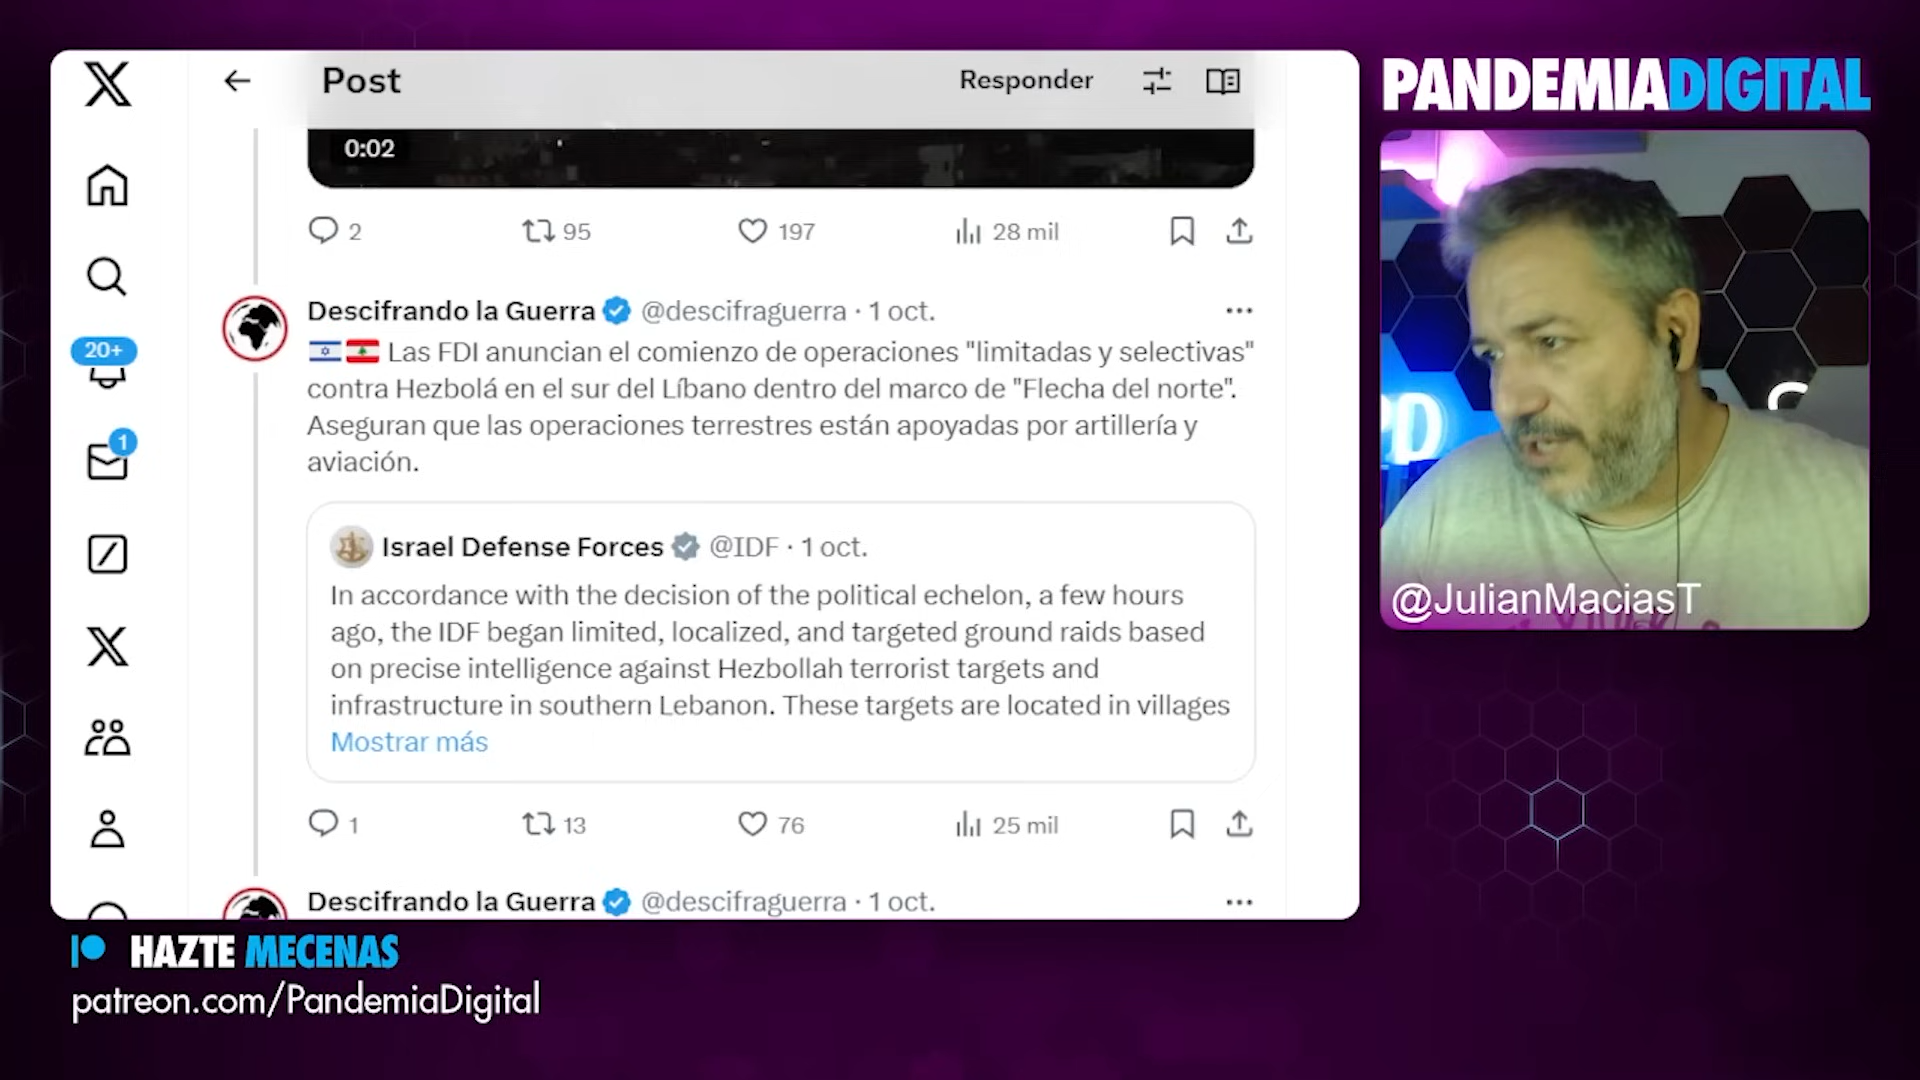 Post
Responder
0:02
2
95
197
28 mil
Descifrando la Guerra @descifraguerra · 1 oct.
Las FDI anuncian el comienzo de operaciones "limitadas y selectivas"
contra Hezbolá en el sur del Líbano dentro del marco de "Flecha del norte".
Aseguran que las operaciones terrestres están apoyadas por artillería y
aviación.
Israel Defense Forces @IDF · 1 oct.
In accordance with the decision of the political echelon, a few hours
ago, the IDF began limited, localized, and targeted ground raids based
on precise intelligence against Hezbollah terrorist targets and
infrastructure in southern Lebanon. These targets are located in villages
Mostrar más
1
13
76
25 mil
Descifrando la Guerra @descifraguerra · 1 oct.
20+
1
PANDEMIADIGITAL
PD
@JulianMaciasT
HAZTE MECENAS
patreon.com/PandemiaDigital